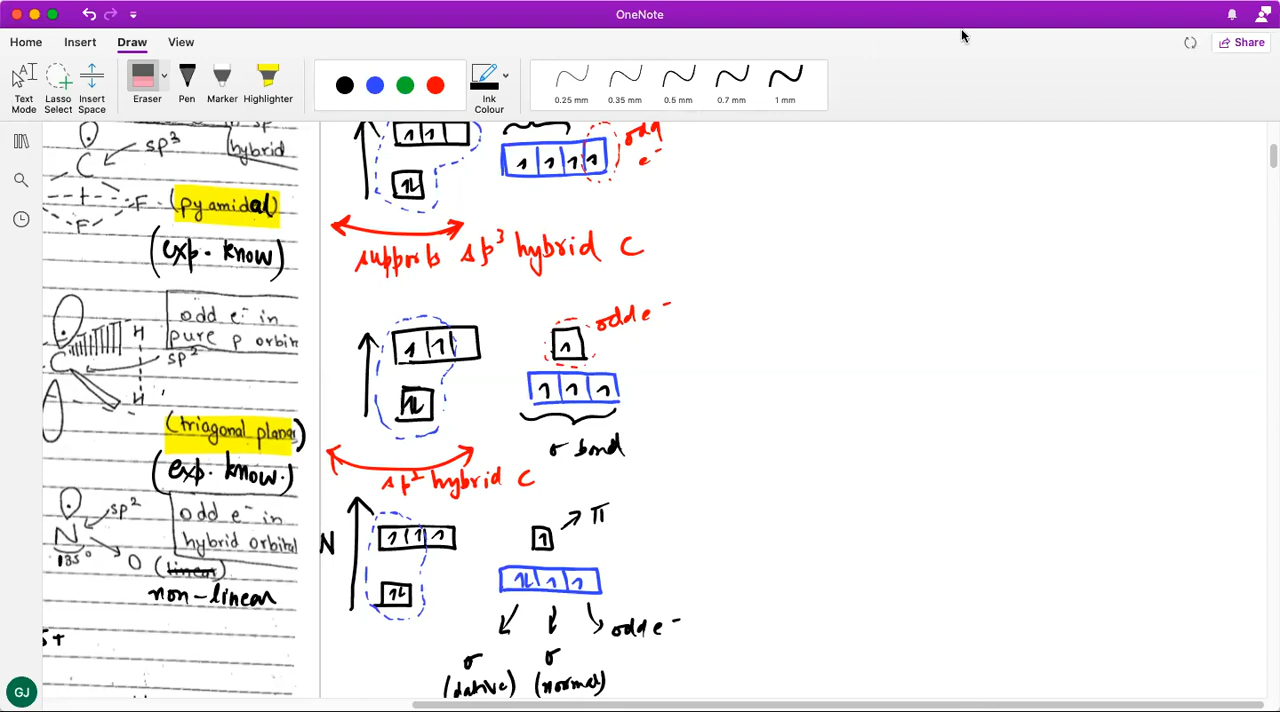 OneNote
Home Insert Draw View
Share
Text Mode
Lasso Select
Insert Space
Eraser
Pen
Marker
Highlighter
Ink Colour
0.25 mm 0.35 mm 0.5 mm 0.7 mm 1 mm
hybrid
sp³
C
F
F
(pyamidal)
(exp. know)
odd e⁻
supports sp³ hybrid C
odd e⁻ in
pure p orbit
H
C
sp²
H
(triagonal planar)
(exp. know.)
odd e⁻
σ bond
sp² hybrid C
sp²
N
135°
O
odd e⁻ in
hybrid orbital
(linear)
non-linear
N
π
odd e⁻
σ (dative)
σ (normal)
GJ